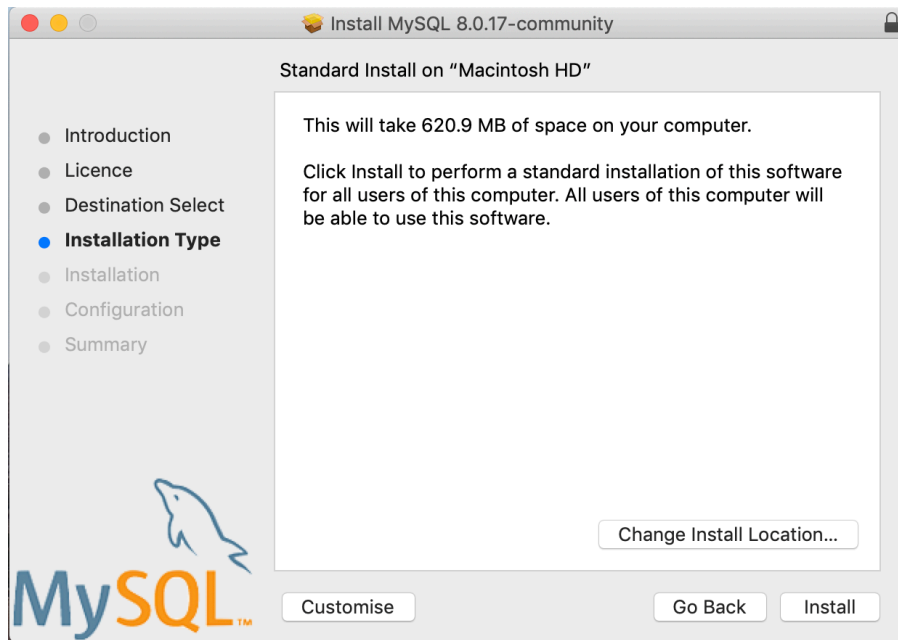 Install MySQL 8.0.17-community
Standard Install on “Macintosh HD”
Introduction
Licence
Destination Select
Installation Type
Installation
Configuration
Summary
This will take 620.9 MB of space on your computer.
Click Install to perform a standard installation of this software
for all users of this computer. All users of this computer will
be able to use this software.
Change Install Location...
MySQL™
Customise
Go Back
Install